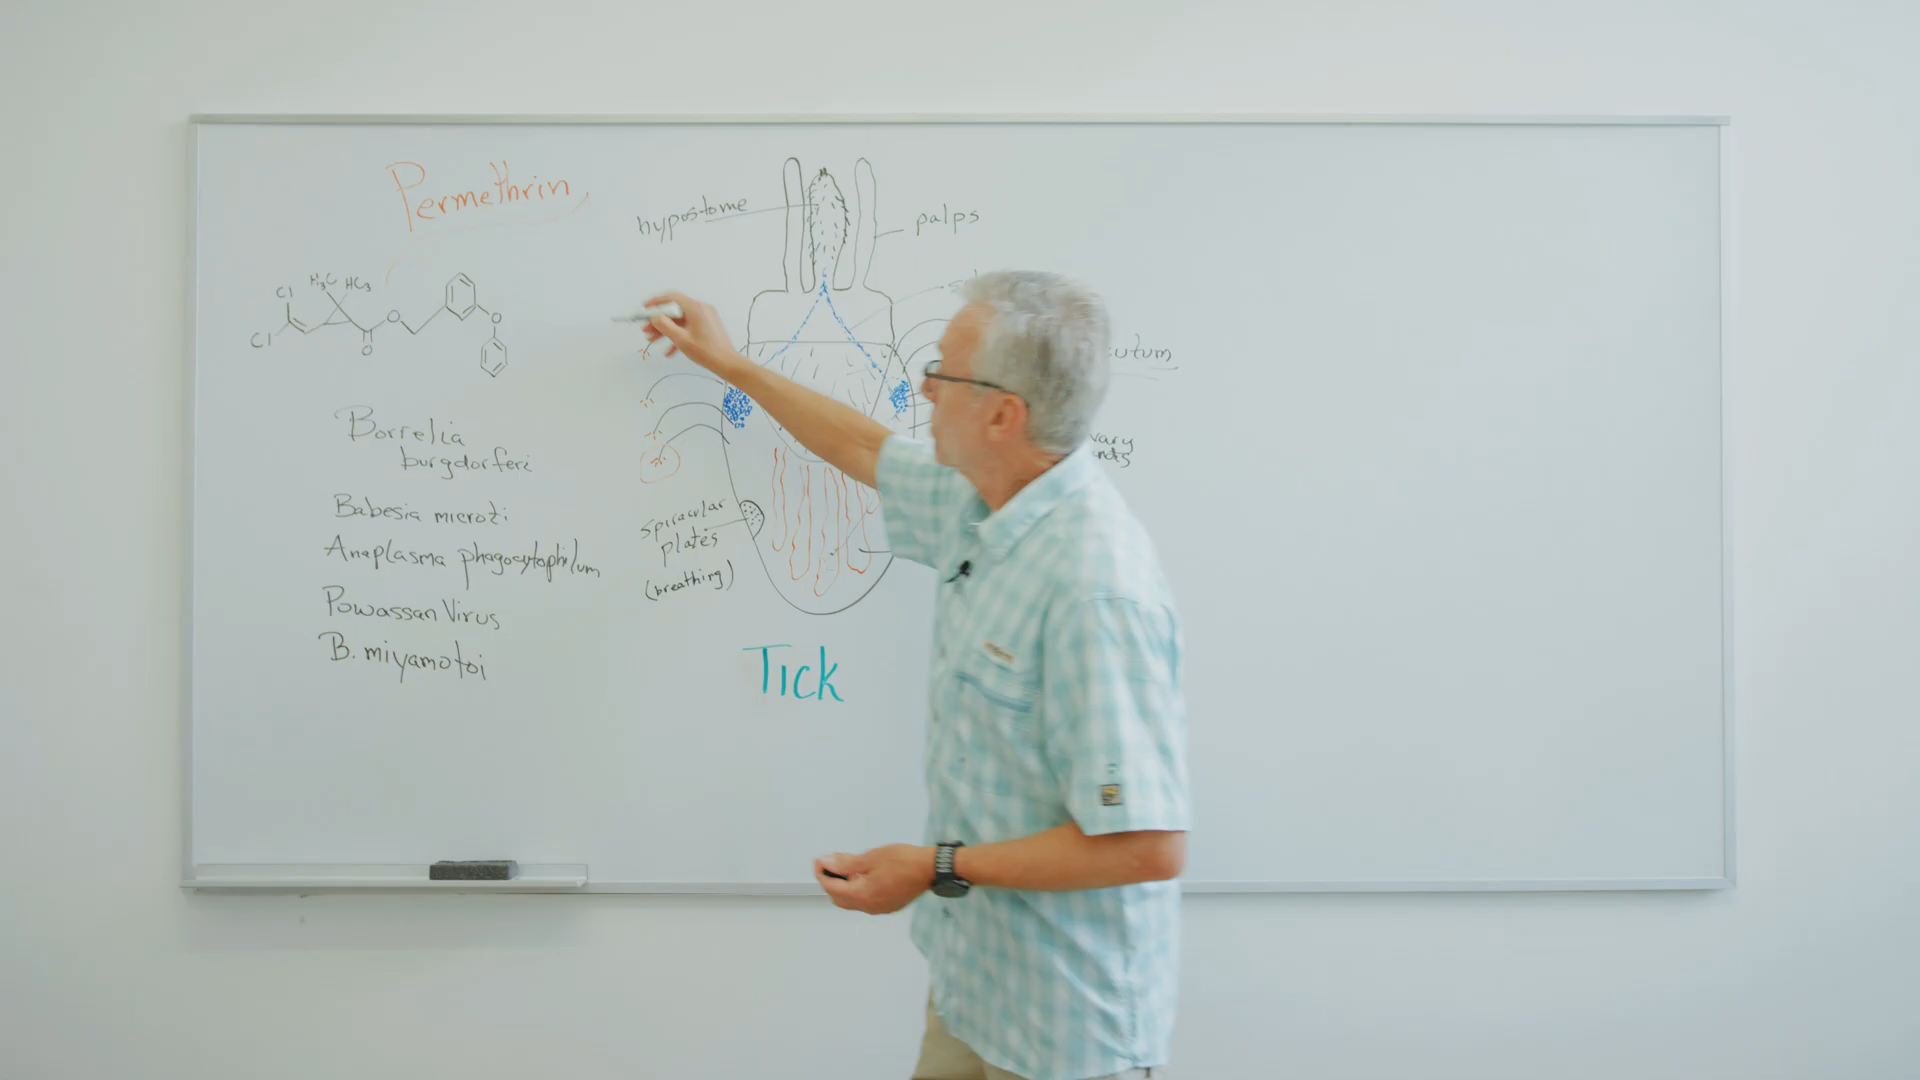 Permethrin
Cl
H₃C
HC₃
Cl
O
O
O
Borrelia
burgdorferi
Babesia microti
Anaplasma phagocytophilum
Powassan Virus
B. miyamotoi
hypostome
palps
spiracular
plates
(breathing)
Tick